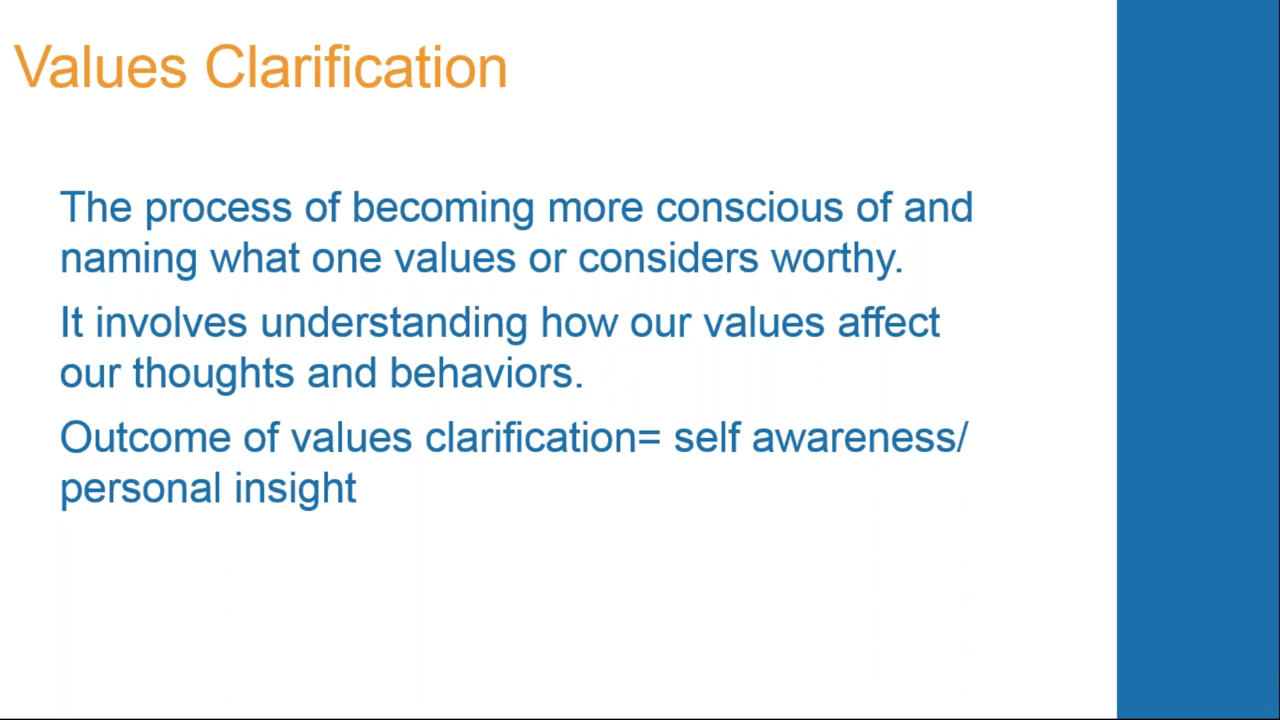 Values Clarification
The process of becoming more conscious of and
naming what one values or considers worthy.
It involves understanding how our values affect
our thoughts and behaviors.
Outcome of values clarification= self awareness/
personal insight